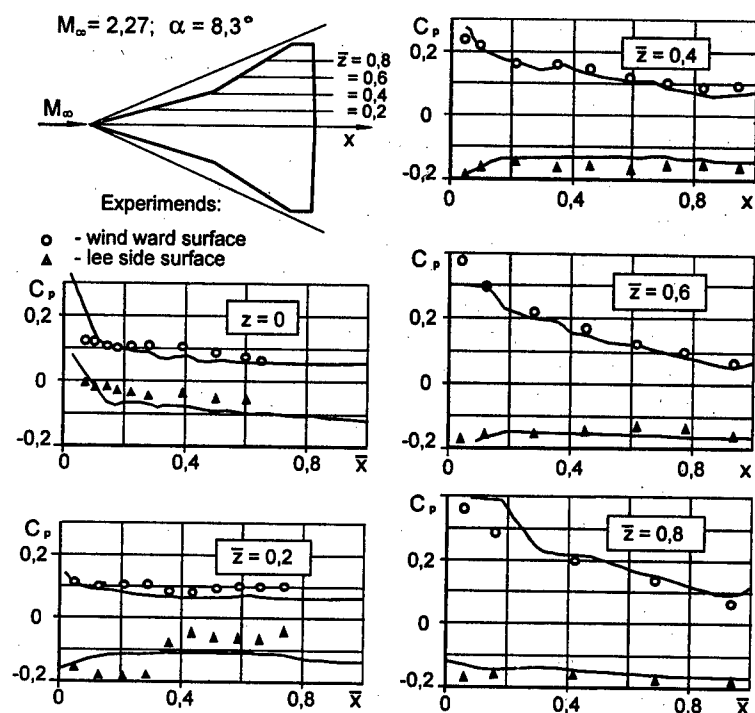 M∞ = 2,27; α = 8,3°
z̄ = 0,8
= 0,6
= 0,4
= 0,2
M∞
x
Experimends:
- wind ward surface
- lee side surface
Cp
0,2
0
-0,2
z = 0
0
0,4
0,8
x̄
Cp
0,2
0
-0,2
z̄ = 0,2
0
0,4
0,8
x̄
Cp
0,2
0
-0,2
z̄ = 0,4
0
0,4
0,8
x
Cp
0,2
0
-0,2
z̄ = 0,6
0
0,4
0,8
x
Cp
0,2
0
-0,2
z̄ = 0,8
0
0,4
0,8
x̄